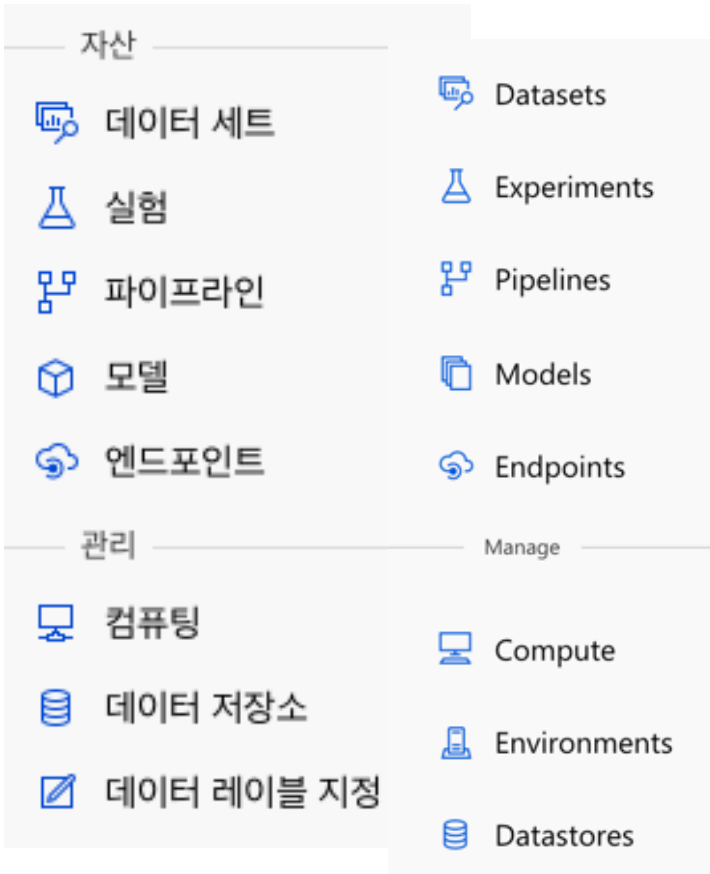 자산
데이터 세트
실험
파이프라인
모델
엔드포인트
관리
컴퓨팅
데이터 저장소
데이터 레이블 지정
Datasets
Experiments
Pipelines
Models
Endpoints
Manage
Compute
Environments
Datastores